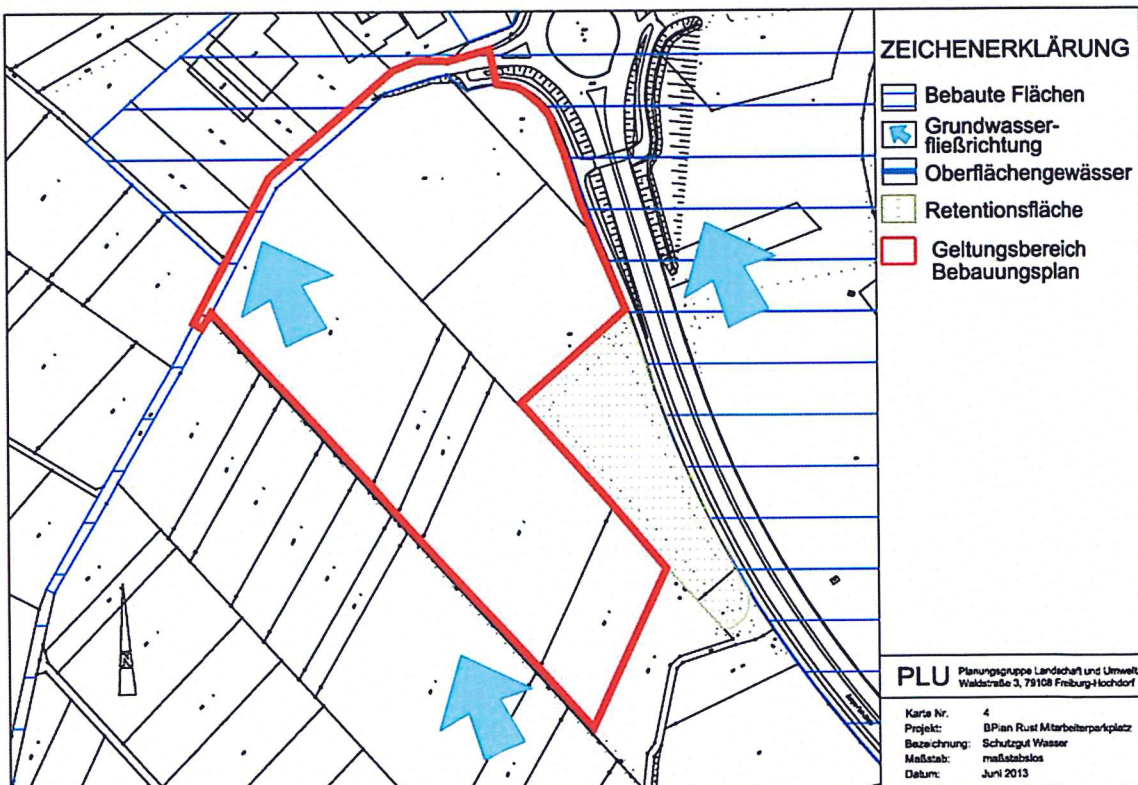 ZEICHENERKLÄRUNG
Bebaute Flächen
Grundwasser-
fließrichtung
Oberflächengewässer
Retentionsfläche
Geltungsbereich
Bebauungsplan
PLU Planungsgruppe Landschaft und Umwelt,
Waldstraße 3, 79108 Freiburg-Hochdorf
Karte Nr. 4
Projekt: BPlan Rust Mitarbeiterparkplatz
Bezeichnung: Schutzgut Wasser
Maßstab: maßstabslos
Datum: Juni 2013
N